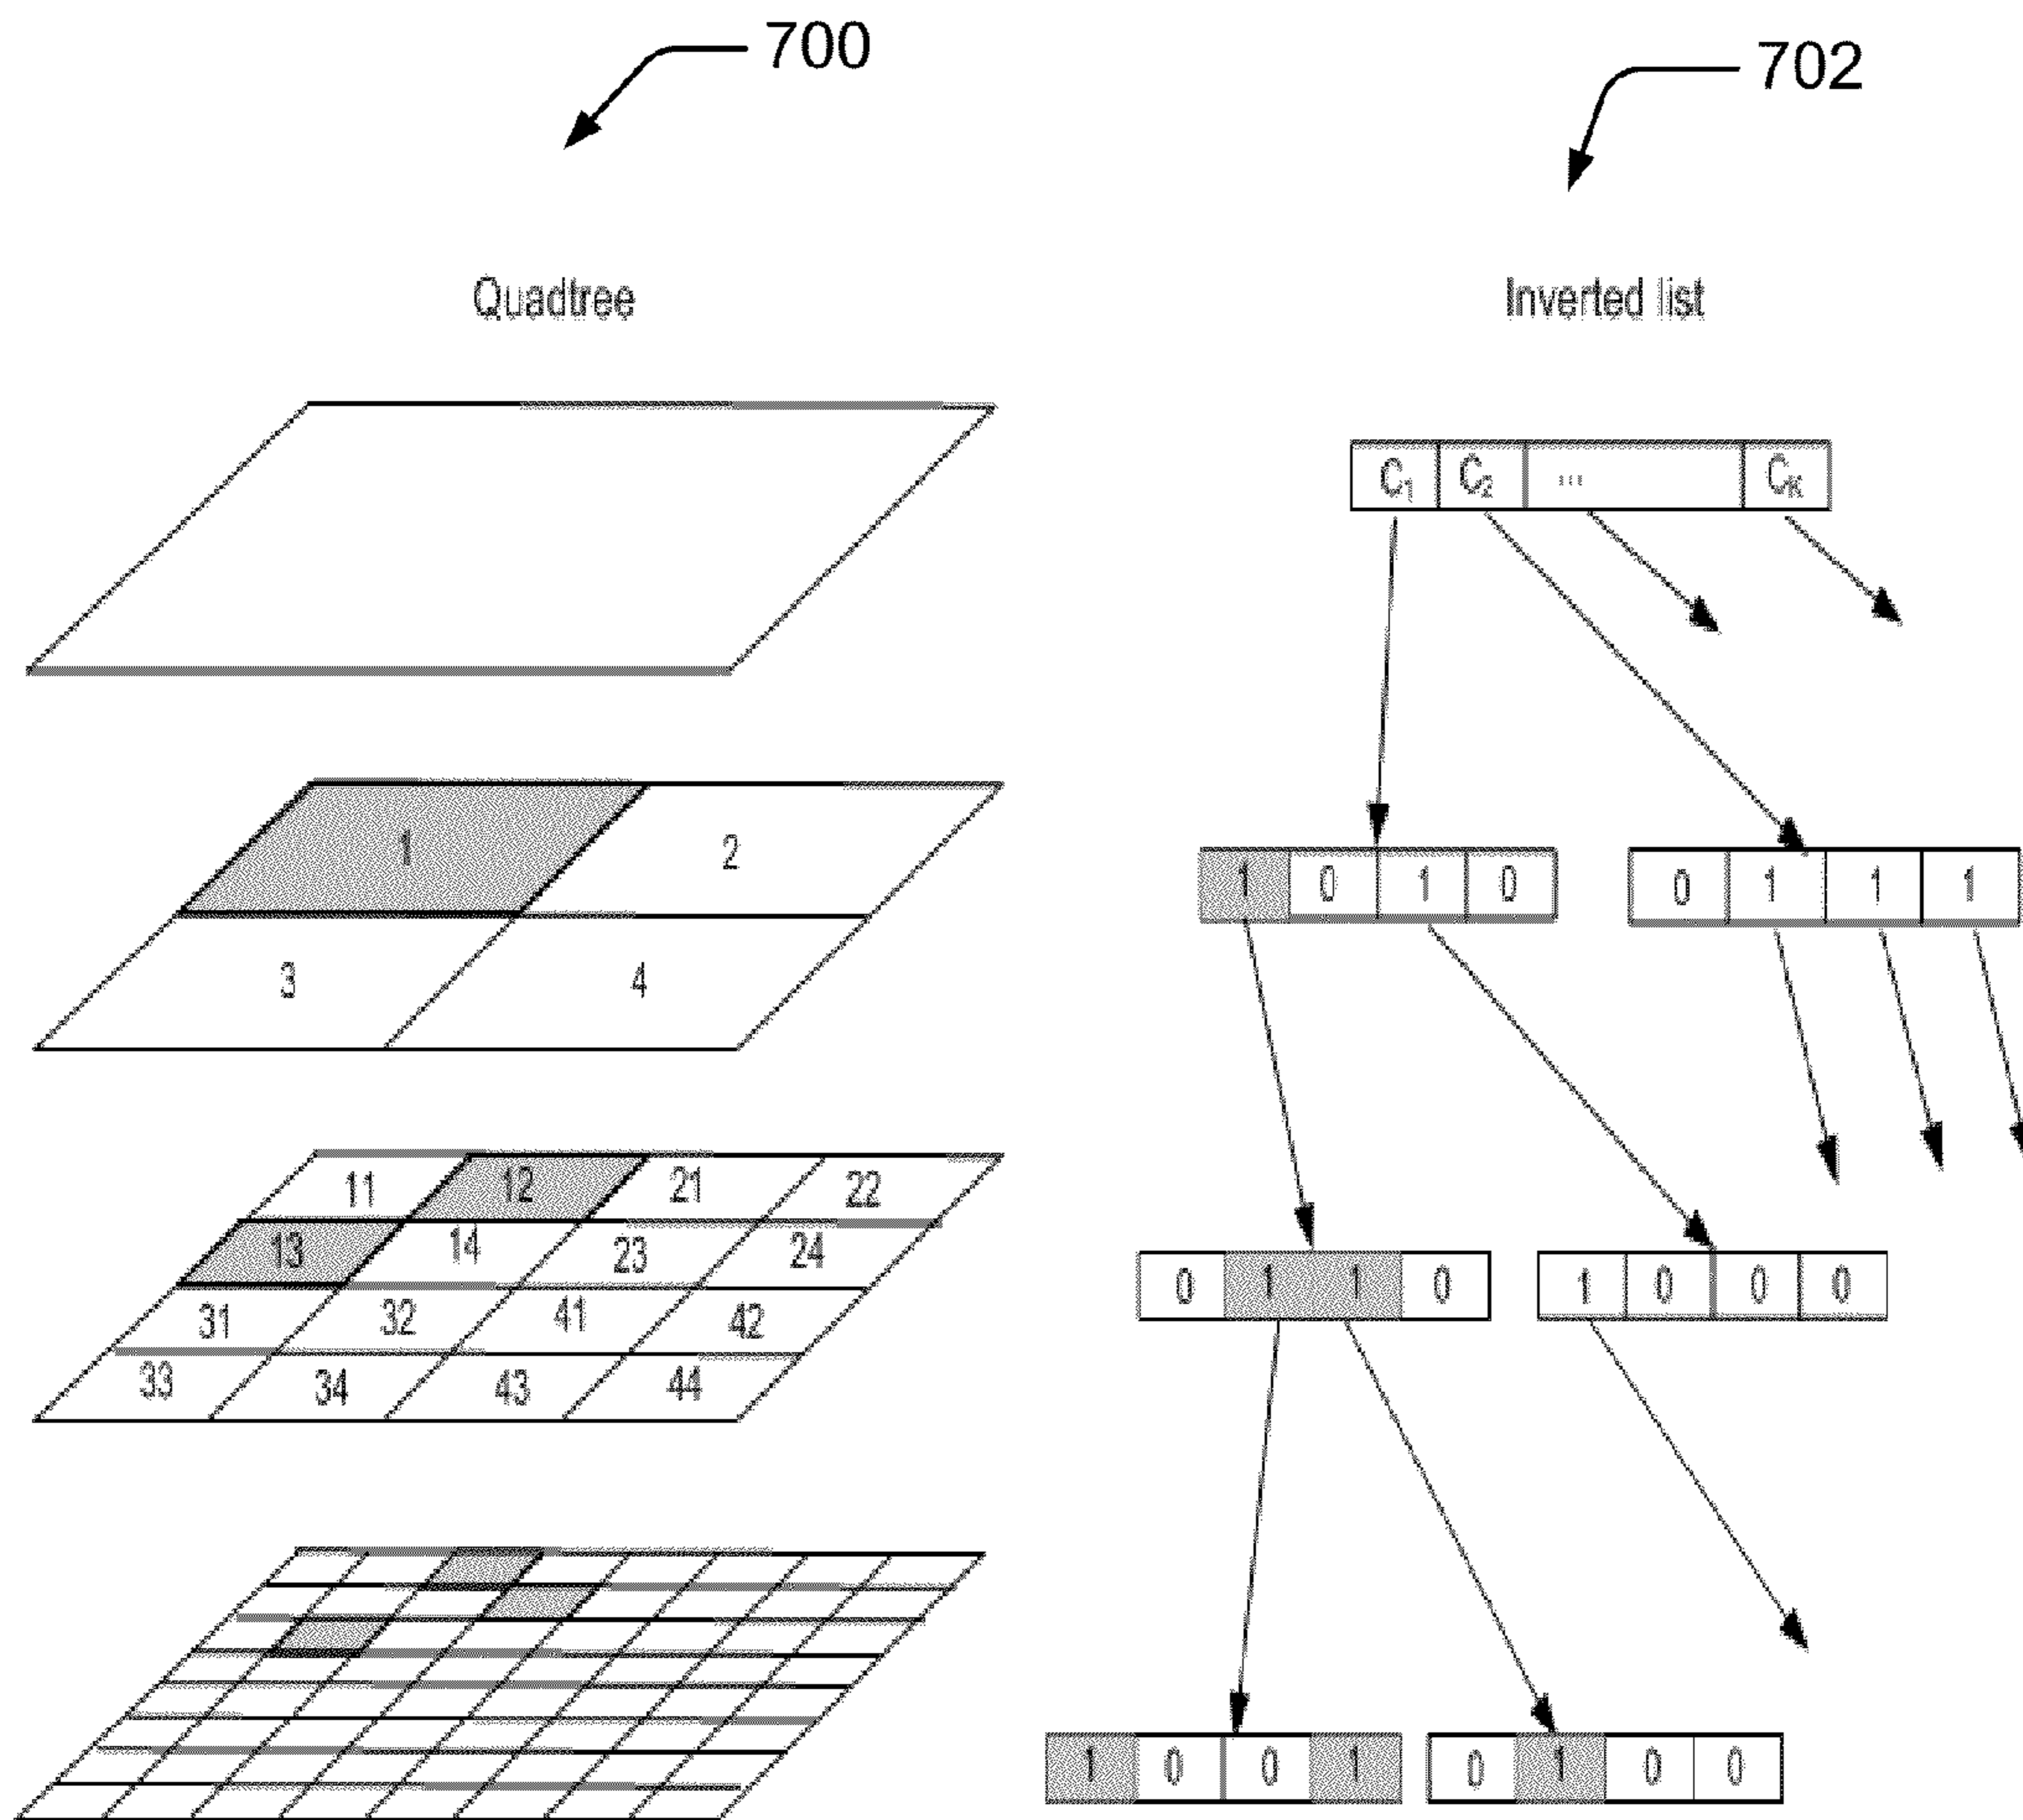 700
702
Quadtree
Inverted list
C1 C2 ... CK
1 2
3 4
1 0 1 0
0 1 1 1
11 12 21 22
13 14 23 24
31 32 41 42
33 34 43 44
0 1 1 0
1 0 0 0
1 0 0 1
0 1 0 0